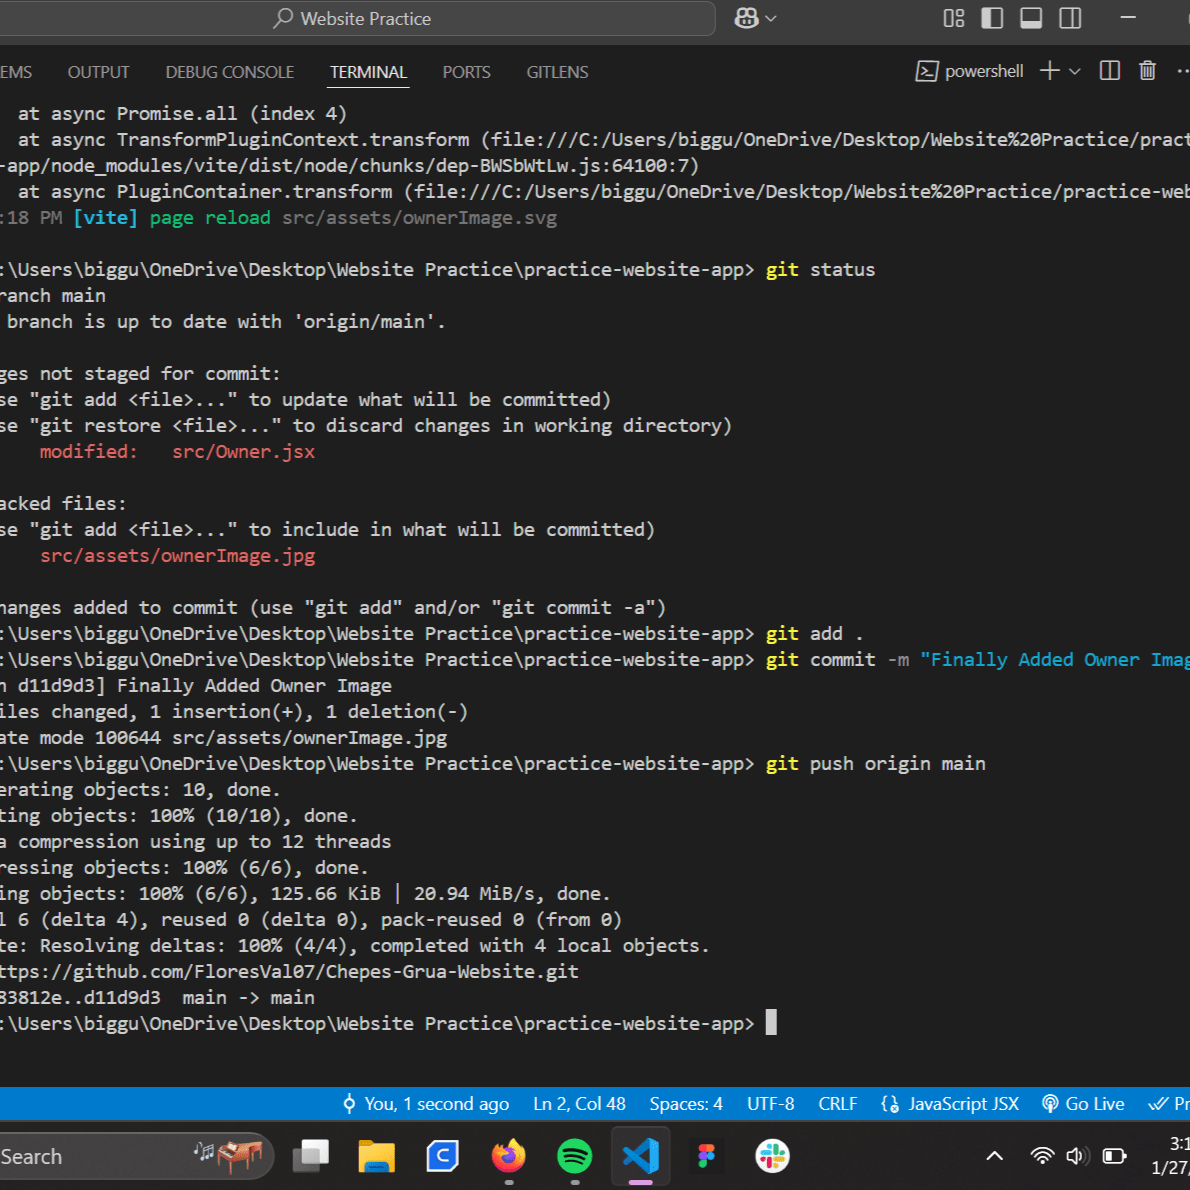 Website Practice
EMS OUTPUT DEBUG CONSOLE TERMINAL PORTS GITLENS powershell
at async Promise.all (index 4)
at async TransformPluginContext.transform (file:///C:/Users/biggu/OneDrive/Desktop/Website%20Practice/pract
-app/node_modules/vite/dist/node/chunks/dep-BWSbWtLw.js:64100:7)
at async PluginContainer.transform (file:///C:/Users/biggu/OneDrive/Desktop/Website%20Practice/practice-web
:18 PM [vite] page reload src/assets/ownerImage.svg
:\Users\biggu\OneDrive\Desktop\Website Practice\practice-website-app> git status
ranch main
branch is up to date with 'origin/main'.
ges not staged for commit:
se "git add <file>..." to update what will be committed)
se "git restore <file>..." to discard changes in working directory)
modified:   src/Owner.jsx
acked files:
se "git add <file>..." to include in what will be committed)
src/assets/ownerImage.jpg
hanges added to commit (use "git add" and/or "git commit -a")
:\Users\biggu\OneDrive\Desktop\Website Practice\practice-website-app> git add .
:\Users\biggu\OneDrive\Desktop\Website Practice\practice-website-app> git commit -m "Finally Added Owner Imag
n d11d9d3] Finally Added Owner Image
iles changed, 1 insertion(+), 1 deletion(-)
ate mode 100644 src/assets/ownerImage.jpg
:\Users\biggu\OneDrive\Desktop\Website Practice\practice-website-app> git push origin main
erating objects: 10, done.
ting objects: 100% (10/10), done.
a compression using up to 12 threads
ressing objects: 100% (6/6), done.
ing objects: 100% (6/6), 125.66 KiB | 20.94 MiB/s, done.
l 6 (delta 4), reused 0 (delta 0), pack-reused 0 (from 0)
te: Resolving deltas: 100% (4/4), completed with 4 local objects.
ttps://github.com/FloresVal07/Chepes-Grua-Website.git
83812e..d11d9d3  main -> main
:\Users\biggu\OneDrive\Desktop\Website Practice\practice-website-app>
You, 1 second ago Ln 2, Col 48 Spaces: 4 UTF-8 CRLF JavaScript JSX Go Live Pr
Search
3:1
1/27/